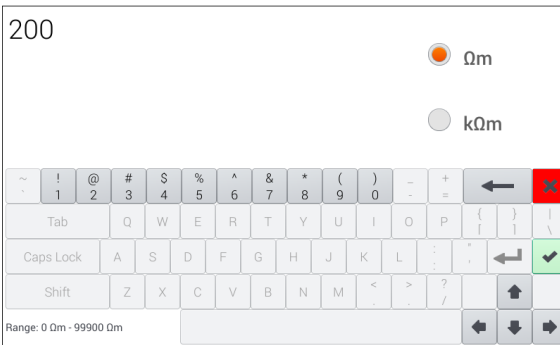 200
Ωm
kΩm
~ ! @ # $ % ^ & * ( ) _ +
` 1 2 3 4 5 6 7 8 9 0 - =
Tab Q W E R T Y U I O P { } |
[ ] \
Caps Lock A S D F G H J K L : "
; '
Shift Z X C V B N M < > ?
, . /
Range: 0 Ωm - 99900 Ωm